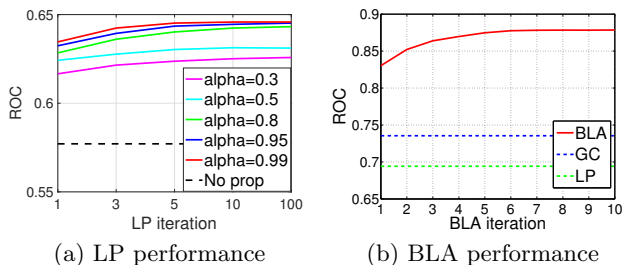 0.65
0.6
0.55
ROC
1 3 5 10 100
LP iteration
alpha=0.3
alpha=0.5
alpha=0.8
alpha=0.95
alpha=0.99
No prop
(a) LP performance
0.9
0.85
0.8
0.75
0.7
0.65
ROC
1 2 3 4 5 6 7 8 9 10
BLA iteration
BLA
GC
LP
(b) BLA performance